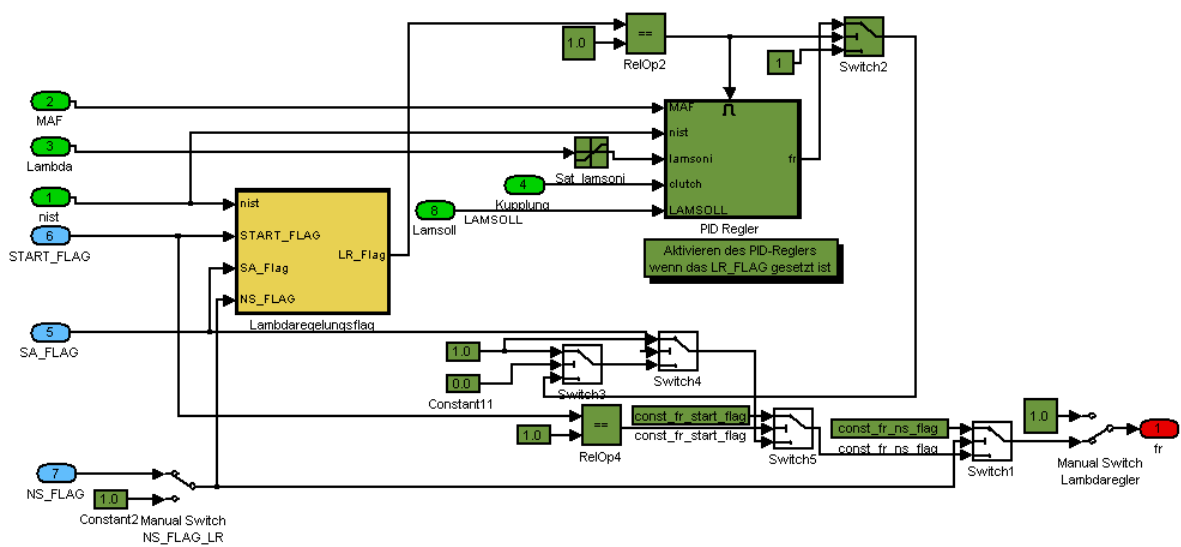 1.0
==
RelOp2
1
Switch2
2
MAF
3
Lambda
1
nist
6
START_FLAG
5
SA_FLAG
7
NS_FLAG
MAF
nist
lamsoni
clutch
LAMSOLL
fr
PID Regler
Sat_lamsoni
4
Kupplung
8
Lamsoll
LAMSOLL
Aktivieren des PID-Reglers
wenn das LR_FLAG gesetzt ist
nist
START_FLAG
SA_Flag
NS_FLAG
LR_Flag
Lambdaregelungsflag
1.0
0.0
Constant11
Switch3
Switch4
1.0
==
RelOp4
const_fr_start_flag
const_fr_start_flag
Switch5
const_fr_ns_flag
const_fr_ns_flag
Switch1
1.0
Manual Switch
Lambdaregler
1
fr
1.0
Constant2
Manual Switch
NS_FLAG_LR